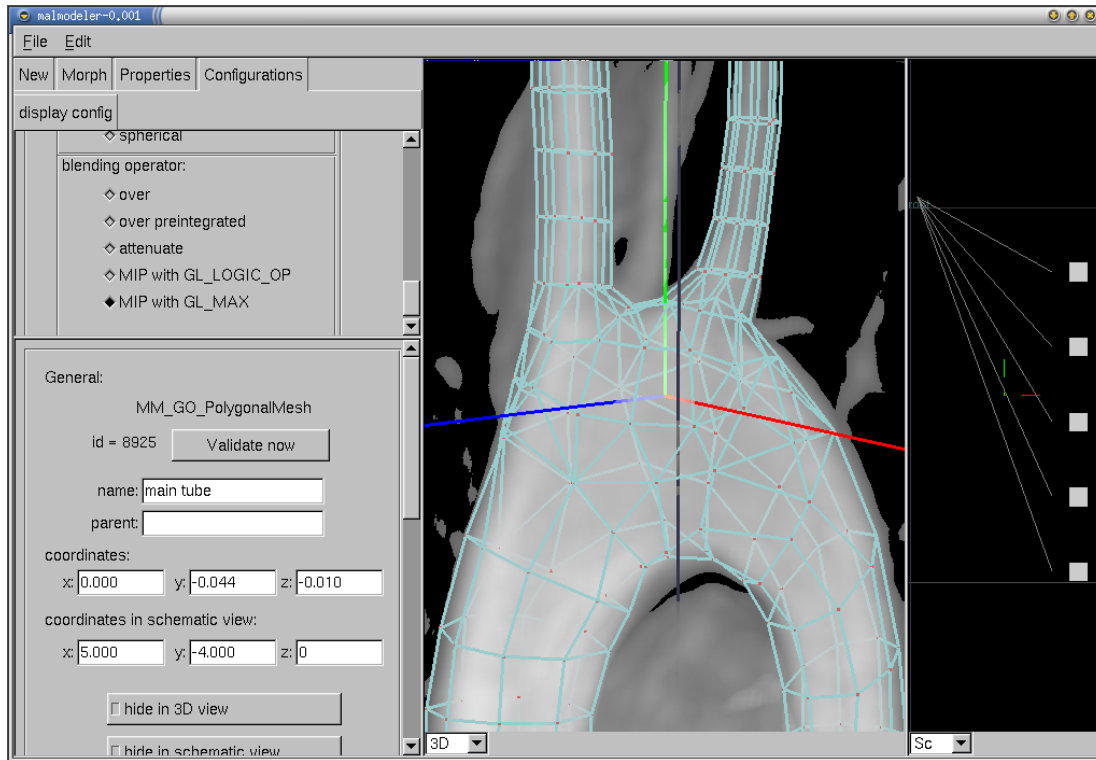 malmodeler-0.001
File Edit
New Morph Properties Configurations
display config
spherical
blending operator:
over
over preintegrated
attenuate
MIP with GL_LOGIC_OP
MIP with GL_MAX
General:
MM_GO_PolygonalMesh
id = 8925 Validate now
name: main tube
parent:
coordinates:
x: 0.000 y: -0.044 z: -0.010
coordinates in schematic view:
x: 5.000 y: -4.000 z: 0
hide in 3D view
hide in schematic view
3D
root
Sc